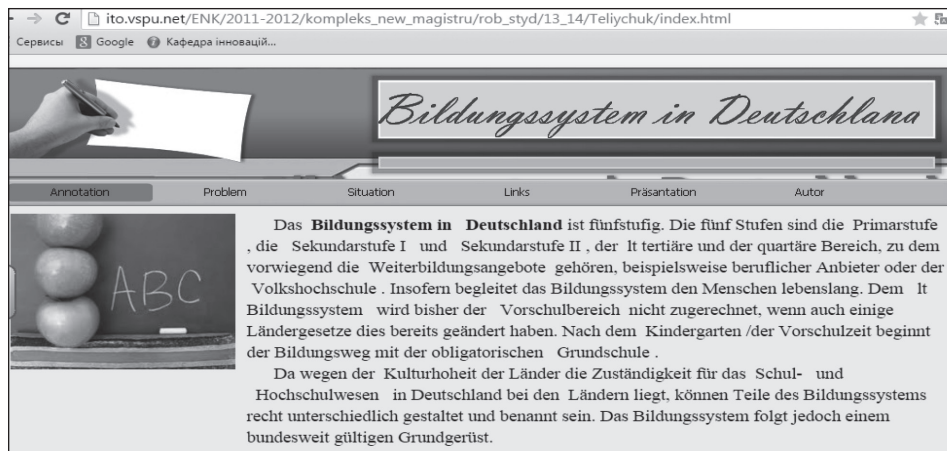 ito.vspu.net/ENK/2011-2012/kompleks_new_magistru/rob_styd/13_14/Teliychuk/index.html
Сервисы Google Кафедра інновацій...
Bildungssystem in Deutschland
Annotation Problem Situation Links Präsantation Autor
ABC
Das Bildungssystem in Deutschland ist fünfstufig. Die fünf Stufen sind die Primarstufe
, die Sekundarstufe I und Sekundarstufe II , der lt tertiäre und der quartäre Bereich, zu dem
vorwiegend die Weiterbildungsangebote gehören, beispielsweise beruflicher Anbieter oder der
Volkshochschule . Insofern begleitet das Bildungssystem den Menschen lebenslang. Dem lt
Bildungssystem wird bisher der Vorschulbereich nicht zugerechnet, wenn auch einige
Ländergesetze dies bereits geändert haben. Nach dem Kindergarten /der Vorschulzeit beginnt
der Bildungsweg mit der obligatorischen Grundschule .
Da wegen der Kulturhoheit der Länder die Zuständigkeit für das Schul- und
Hochschulwesen in Deutschland bei den Ländern liegt, können Teile des Bildungssystems
recht unterschiedlich gestaltet und benannt sein. Das Bildungssystem folgt jedoch einem
bundesweit gültigen Grundgerüst.